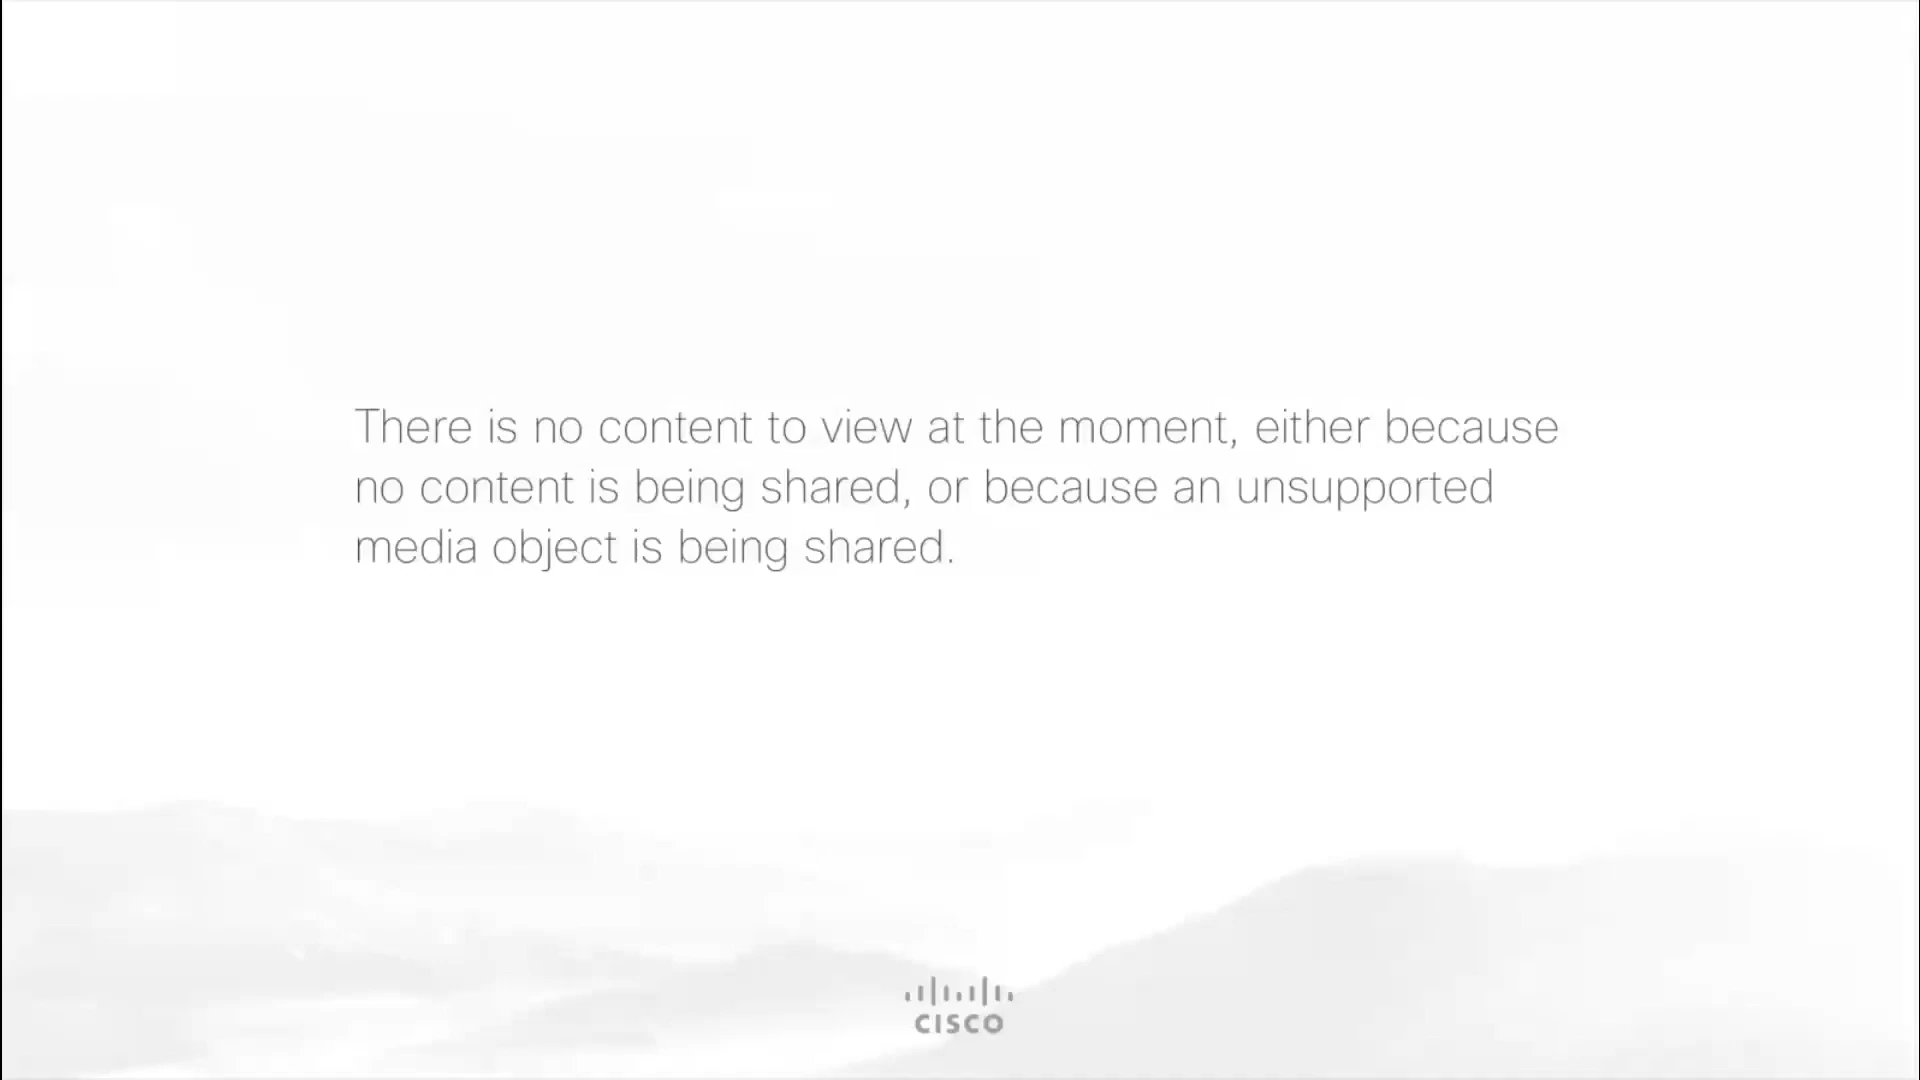 There is no content to view at the moment, either because
no content is being shared, or because an unsupported
media object is being shared.
CISCO